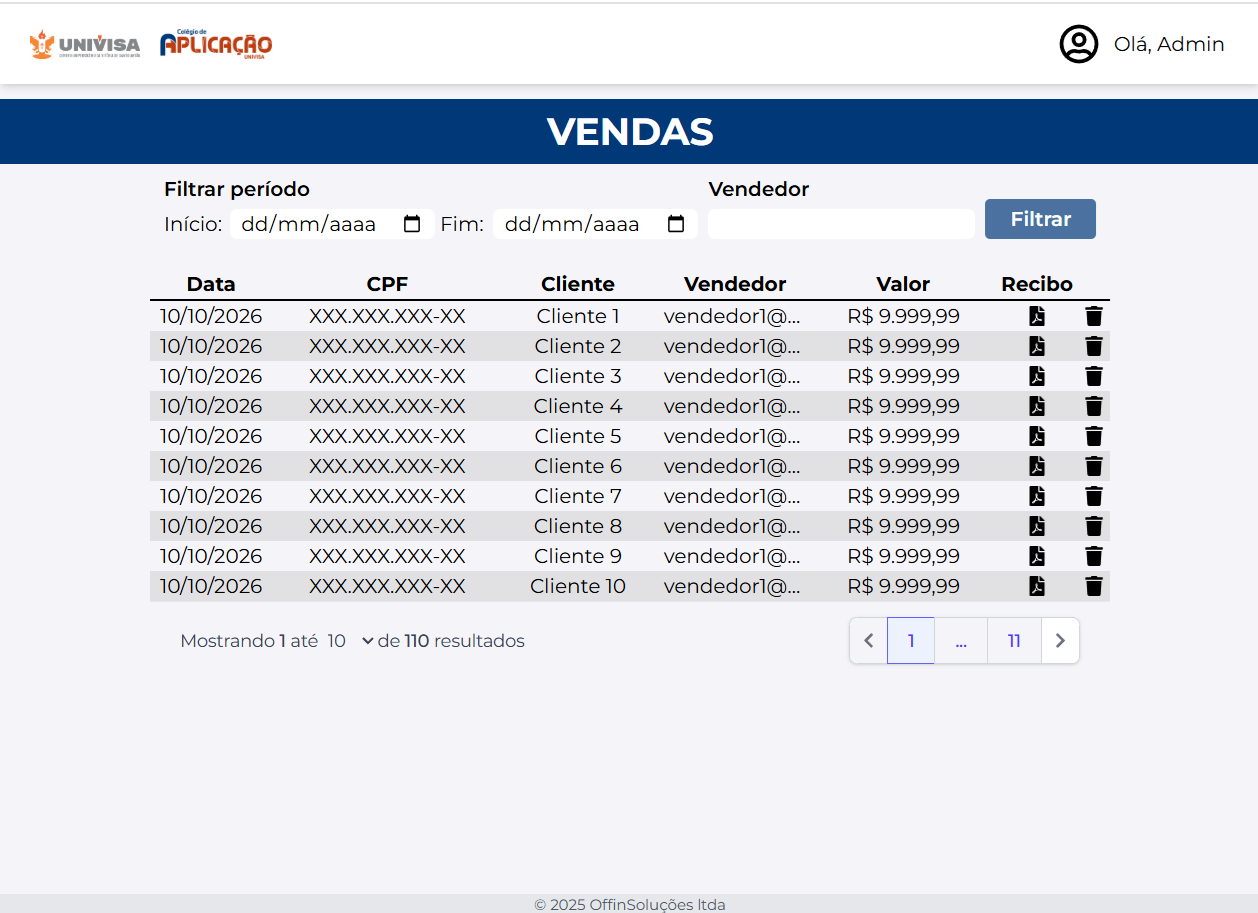 UNIVISA Colégio de APLICAÇÃO UNIVISA Olá, Admin
VENDAS
Filtrar período Vendedor
Início: dd/mm/aaaa Fim: dd/mm/aaaa Filtrar
Data CPF Cliente Vendedor Valor Recibo
10/10/2026 XXX.XXX.XXX-XX Cliente 1 vendedor1@... R$ 9.999,99
10/10/2026 XXX.XXX.XXX-XX Cliente 2 vendedor1@... R$ 9.999,99
10/10/2026 XXX.XXX.XXX-XX Cliente 3 vendedor1@... R$ 9.999,99
10/10/2026 XXX.XXX.XXX-XX Cliente 4 vendedor1@... R$ 9.999,99
10/10/2026 XXX.XXX.XXX-XX Cliente 5 vendedor1@... R$ 9.999,99
10/10/2026 XXX.XXX.XXX-XX Cliente 6 vendedor1@... R$ 9.999,99
10/10/2026 XXX.XXX.XXX-XX Cliente 7 vendedor1@... R$ 9.999,99
10/10/2026 XXX.XXX.XXX-XX Cliente 8 vendedor1@... R$ 9.999,99
10/10/2026 XXX.XXX.XXX-XX Cliente 9 vendedor1@... R$ 9.999,99
10/10/2026 XXX.XXX.XXX-XX Cliente 10 vendedor1@... R$ 9.999,99
Mostrando 1 até 10 de 110 resultados 1 ... 11
© 2025 OffinSoluções ltda